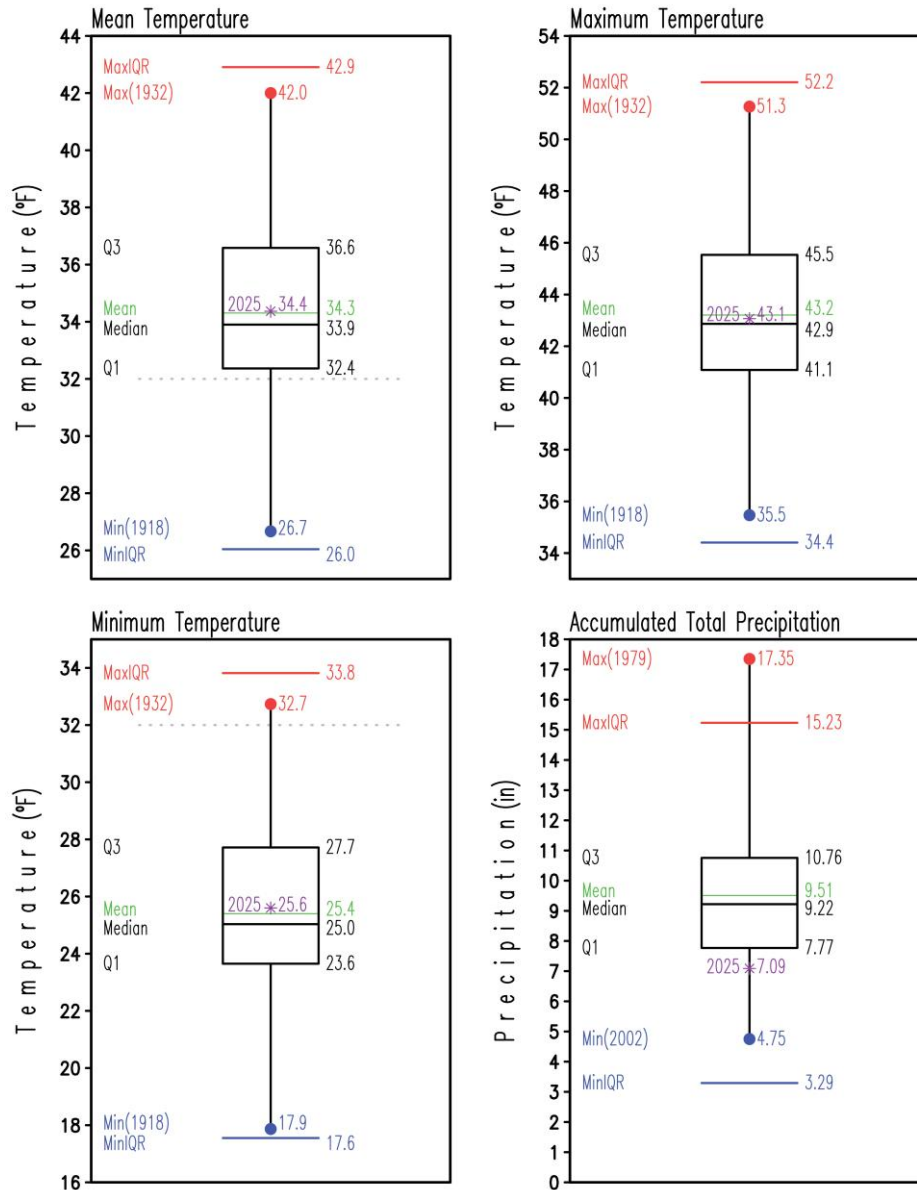 Mean Temperature
44
42
40
38
36
34
32
30
28
26
Temperature (ºF)
MaxIQR 42.9
Max(1932) 42.0
Q3 36.6
Mean 34.3
2025 * 34.4
Median 33.9
Q1 32.4
Min(1918) 26.7
MinIQR 26.0
Maximum Temperature
54
52
50
48
46
44
42
40
38
36
34
Temperature (ºF)
MaxIQR 52.2
Max(1932) 51.3
Q3 45.5
Mean 43.2
2025 * 43.1
Median 42.9
Q1 41.1
Min(1918) 35.5
MinIQR 34.4
Minimum Temperature
34
32
30
28
26
24
22
20
18
16
Temperature (ºF)
MaxIQR 33.8
Max(1932) 32.7
Q3 27.7
Mean 25.4
2025 * 25.6
Median 25.0
Q1 23.6
Min(1918) 17.9
MinIQR 17.6
Accumulated Total Precipitation
18
17
16
15
14
13
12
11
10
9
8
7
6
5
4
3
2
1
0
Precipitation (in)
Max(1979) 17.35
MaxIQR 15.23
Q3 10.76
Mean 9.51
Median 9.22
Q1 7.77
2025 * 7.09
Min(2002) 4.75
MinIQR 3.29